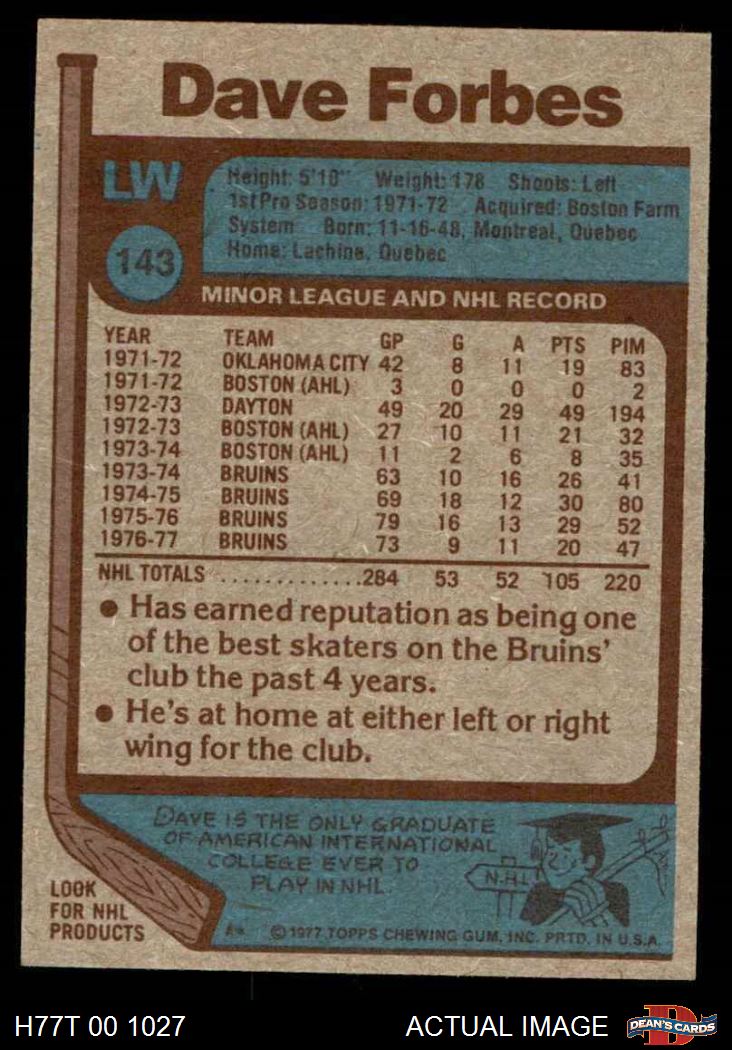 Dave Forbes
LW
Height: 5'10" Weight: 178 Shoots: Left
1st Pro Season: 1971-72 Acquired: Boston Farm
System Born: 11-16-48, Montreal, Quebec
Home: Lachine, Quebec
143
MINOR LEAGUE AND NHL RECORD
YEAR TEAM GP G A PTS PIM
1971-72 OKLAHOMA CITY 42 8 11 19 83
1971-72 BOSTON (AHL) 3 0 0 0 2
1972-73 DAYTON 49 20 29 49 194
1972-73 BOSTON (AHL) 27 10 11 21 32
1973-74 BOSTON (AHL) 11 2 6 8 35
1973-74 BRUINS 63 10 16 26 41
1974-75 BRUINS 69 18 12 30 80
1975-76 BRUINS 79 16 13 29 52
1976-77 BRUINS 73 9 11 20 47
NHL TOTALS .............284 53 52 105 220
● Has earned reputation as being one
of the best skaters on the Bruins'
club the past 4 years.
● He's at home at either left or right
wing for the club.
DAVE IS THE ONLY GRADUATE
OF AMERICAN INTERNATIONAL
COLLEGE EVER TO
PLAY IN NHL.
N.H.L.
LOOK
FOR NHL
PRODUCTS
A* © 1977 TOPPS CHEWING GUM, INC. PRTD. IN U.S.A.
H77T 00 1027 ACTUAL IMAGE
D
DEAN'S CARDS